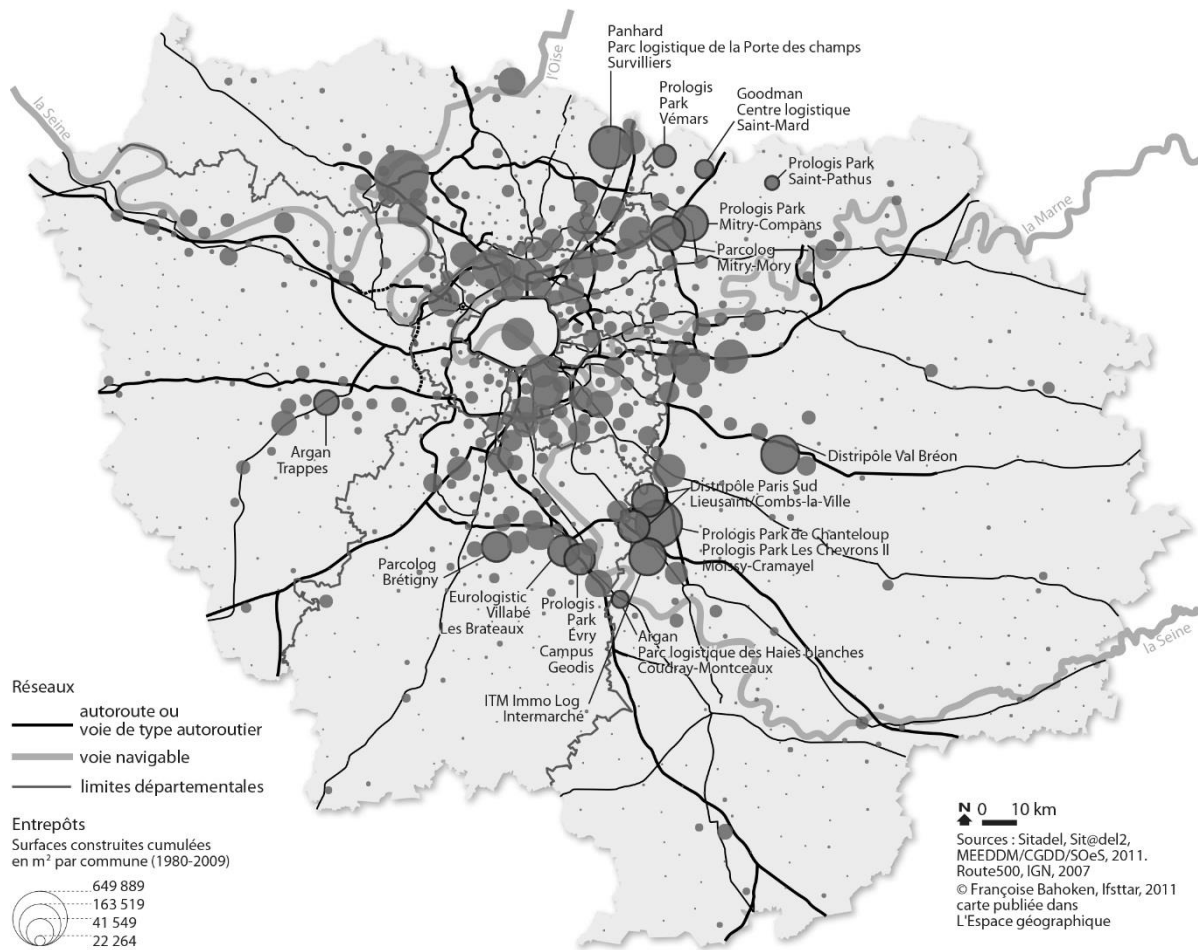 Panhard
Parc logistique de la Porte des champs
Survilliers
l'Oise
la Seine
Prologis
Park
Vémars
Goodman
Centre logistique
Saint-Mard
Prologis Park
Saint-Pathus
la Marne
Prologis Park
Mitry-Compans
Parcolog
Mitry-Mory
Argan
Trappes
Distripôle Val Bréon
Distripôle Paris Sud
Lieusaint/Combs-la-Ville
Prologis Park de Chanteloup
Prologis Park Les Chevrons II
Moissy-Cramayel
Parcolog
Brétigny
Eurologistic
Villabé
Les Brateaux
Prologis
Park
Évry
Campus
Geodis
Argan
Parc logistique des Haies blanches
Coudray-Montceaux
ITM Immo Log
Intermarché
la Seine
Réseaux
autoroute ou
voie de type autoroutier
voie navigable
limites départementales
Entrepôts
Surfaces construites cumulées
en m² par commune (1980-2009)
649 889
163 519
41 549
22 264
N 0 10 km
Sources : Sitadel, Sit@del2,
MEEDDM/CGDD/SOeS, 2011.
Route500, IGN, 2007
© Françoise Bahoken, Ifsttar, 2011
carte publiée dans
L'Espace géographique